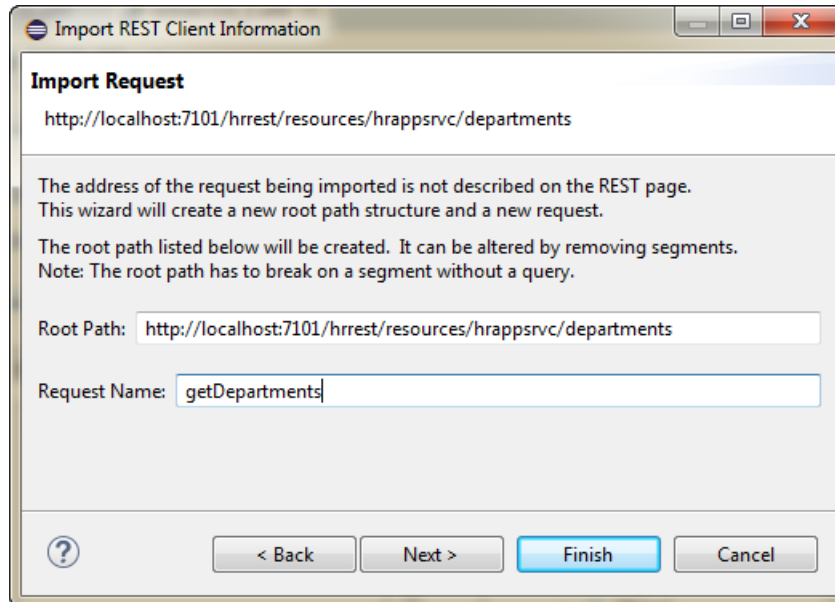 Import REST Client Information
Import Request
http://localhost:7101/hrrest/resources/hrappsrvc/departments
The address of the request being imported is not described on the REST page.
This wizard will create a new root path structure and a new request.
The root path listed below will be created.  It can be altered by removing segments.
Note: The root path has to break on a segment without a query.
Root Path: http://localhost:7101/hrrest/resources/hrappsrvc/departments
Request Name: getDepartments
? < Back Next > Finish Cancel